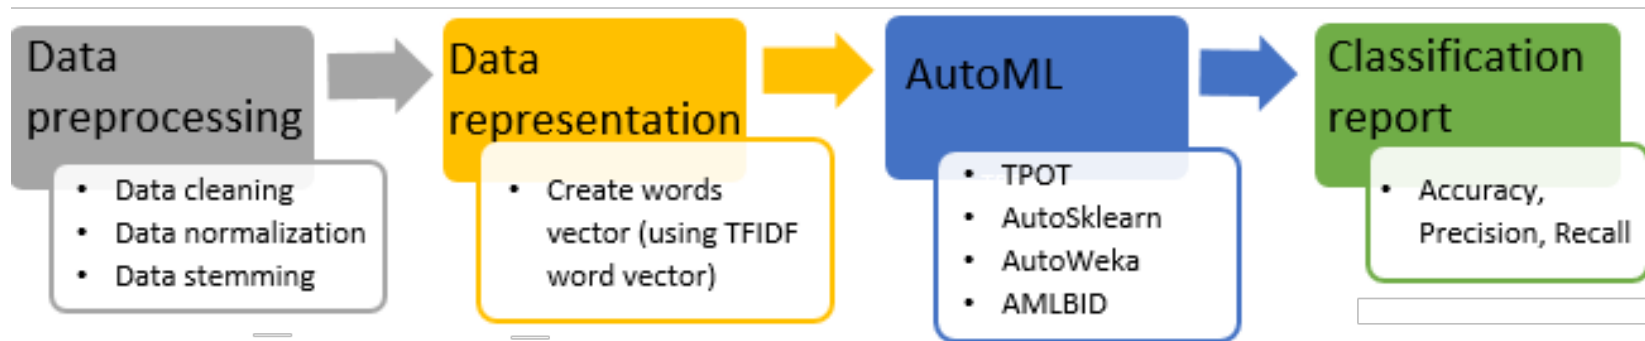 Data
preprocessing
• Data cleaning
• Data normalization
• Data stemming
Data
representation
• Create words
vector (using TFIDF
word vector)
AutoML
• TPOT
• AutoSklearn
• AutoWeka
• AMLBID
Classification
report
• Accuracy,
Precision, Recall